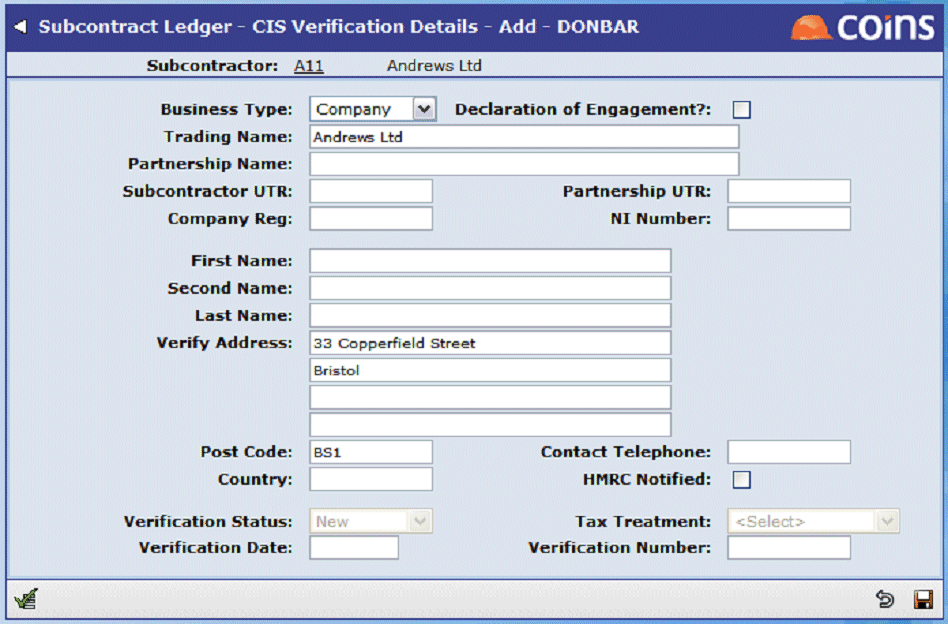 Subcontract Ledger - CIS Verification Details - Add - DONBAR coins
Subcontractor: A11 Andrews Ltd
Business Type: Company Declaration of Engagement?:
Trading Name: Andrews Ltd
Partnership Name:
Subcontractor UTR: Partnership UTR:
Company Reg: NI Number:
First Name:
Second Name:
Last Name:
Verify Address: 33 Copperfield Street
Bristol
Post Code: BS1 Contact Telephone:
Country: HMRC Notified:
Verification Status: New Tax Treatment: <Select>
Verification Date: Verification Number: